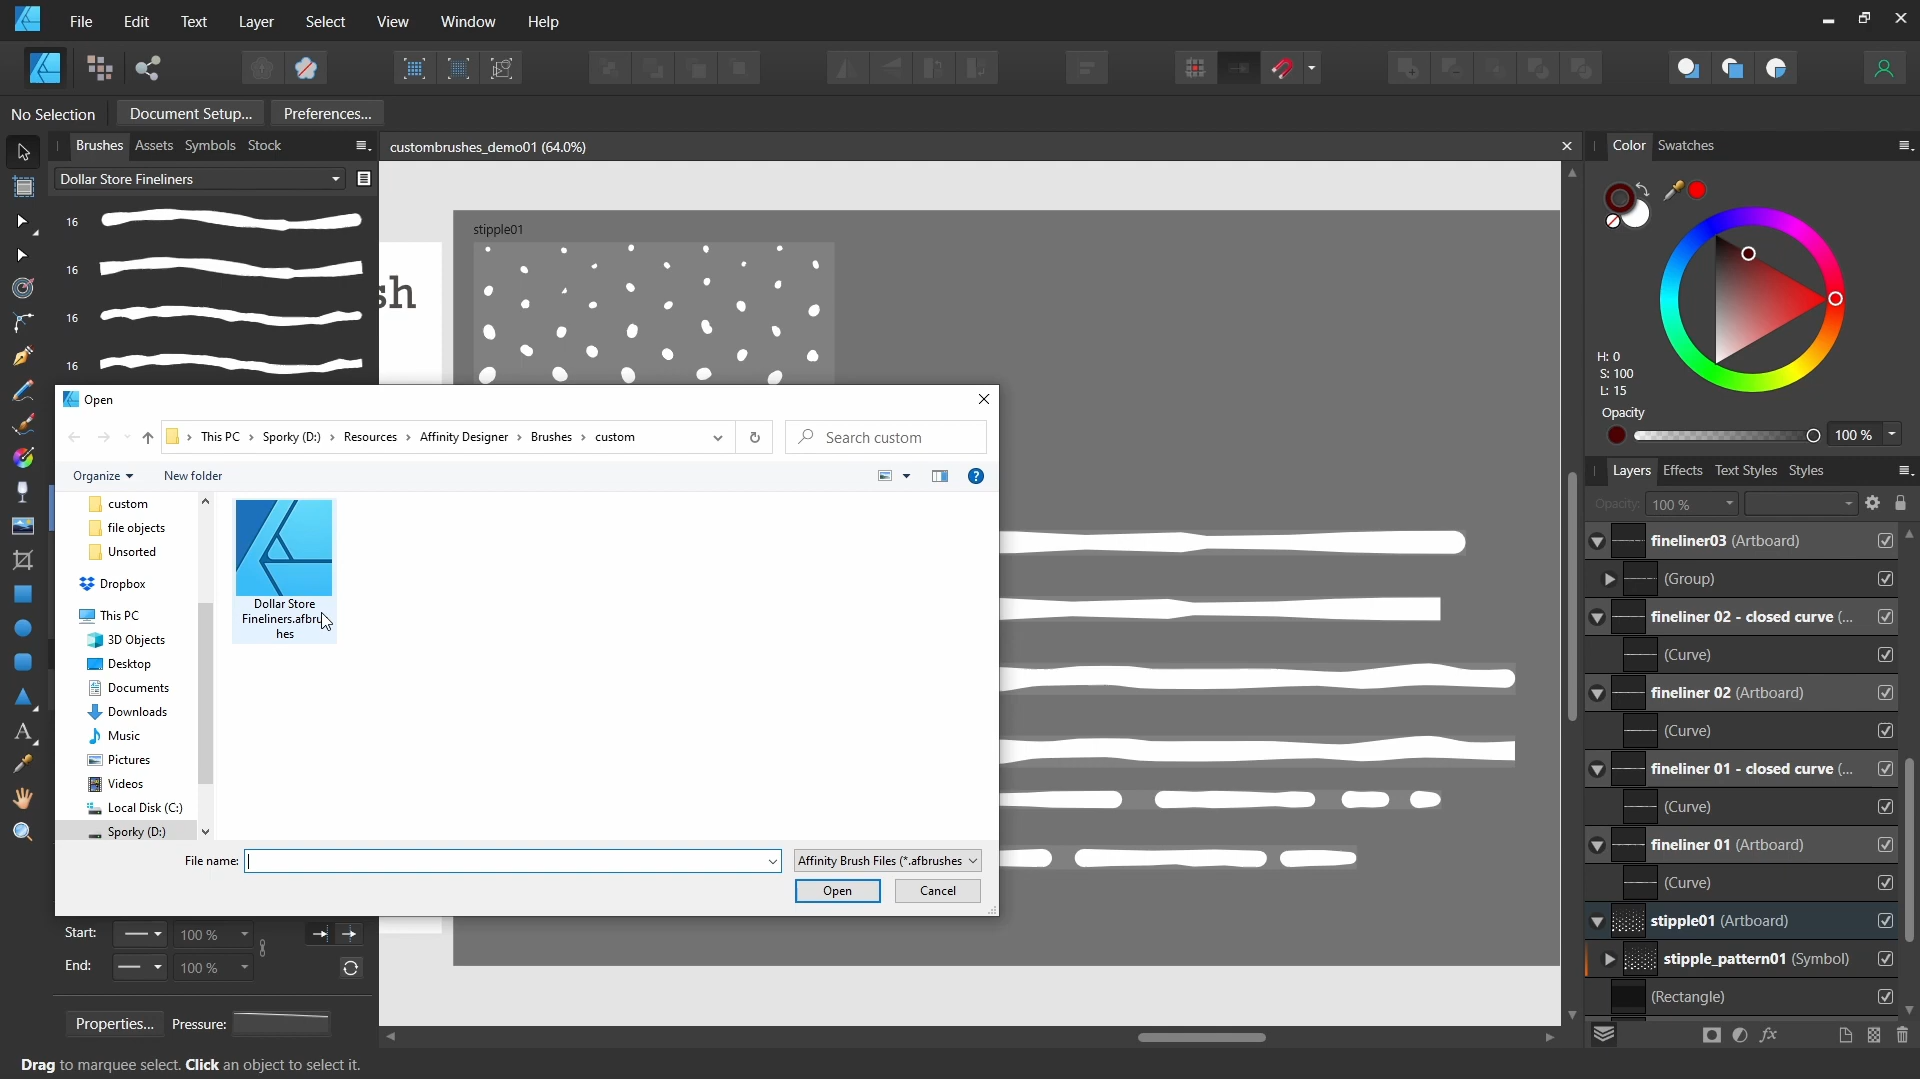 File Edit Text Layer Select View Window Help
No Selection Document Setup... Preferences...
Brushes Assets Symbols Stock
custombrushes_demo01 (64.0%)
Color Swatches
Dollar Store Fineliners
16
16
16
16
stipple01
sh
H: 0
S: 100
L: 15
Opacity
100 %
Open
This PC Sporky (D:) Resources Affinity Designer Brushes custom
Search custom
Organize New folder
custom
file objects
Unsorted
Dropbox
This PC
3D Objects
Desktop
Documents
Downloads
Music
Pictures
Videos
Local Disk (C:)
Sporky (D:)
Dollar Store
Fineliners.afbru
hes
File name:
Affinity Brush Files (*.afbrushes
Open Cancel
Layers Effects Text Styles Styles
Opacity: 100 %
fineliner03 (Artboard)
(Group)
fineliner 02 - closed curve (...
(Curve)
fineliner 02 (Artboard)
(Curve)
fineliner 01 - closed curve (...
(Curve)
fineliner 01 (Artboard)
(Curve)
stipple01 (Artboard)
stipple_pattern01 (Symbol)
(Rectangle)
Start: 100 %
End: 100 %
Properties... Pressure:
Drag to marquee select. Click an object to select it.